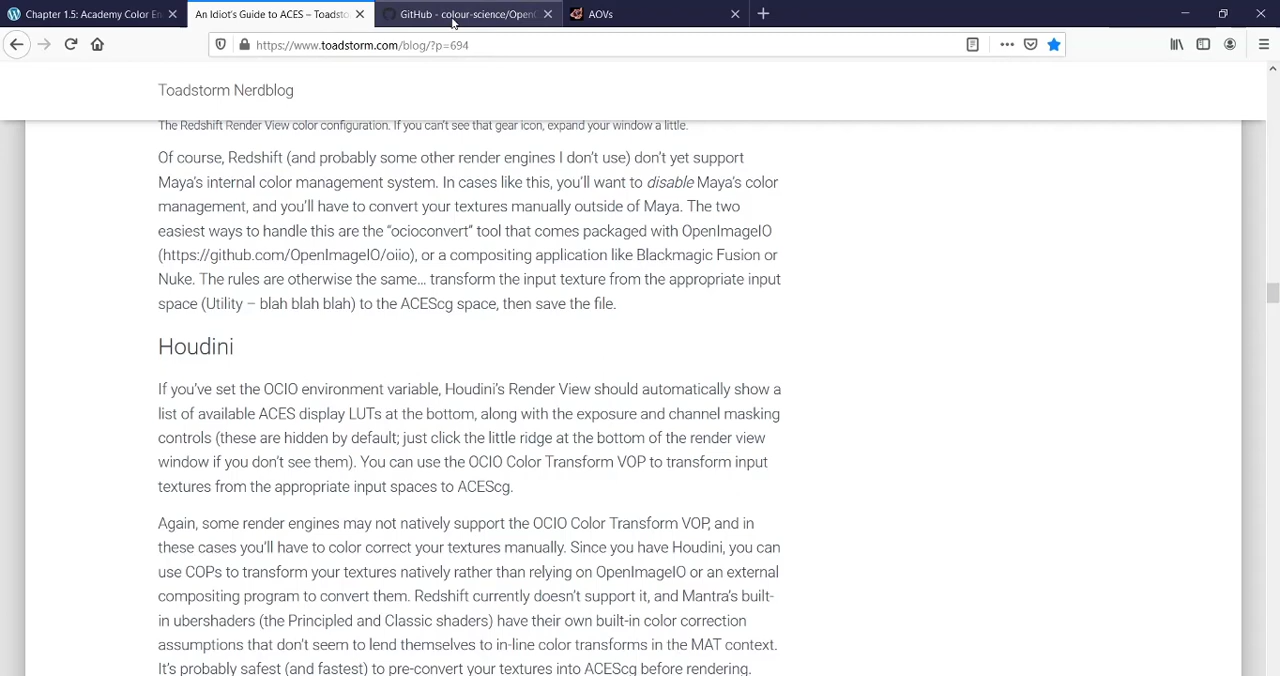 Chapter 1.5: Academy Color En
An Idiot's Guide to ACES – Toadsto
GitHub - colour-science/OpenC
AOVs
https://www.toadstorm.com/blog/?p=694
Toadstorm Nerdblog
The Redshift Render View color configuration. If you can't see that gear icon, expand your window a little.
Of course, Redshift (and probably some other render engines I don't use) don't yet support
Maya's internal color management system. In cases like this, you'll want to disable Maya's color
management, and you'll have to convert your textures manually outside of Maya. The two
easiest ways to handle this are the “ocioconvert” tool that comes packaged with OpenImageIO
(https://github.com/OpenImageIO/oiio), or a compositing application like Blackmagic Fusion or
Nuke. The rules are otherwise the same… transform the input texture from the appropriate input
space (Utility – blah blah blah) to the ACEScg space, then save the file.
Houdini
If you've set the OCIO environment variable, Houdini's Render View should automatically show a
list of available ACES display LUTs at the bottom, along with the exposure and channel masking
controls (these are hidden by default; just click the little ridge at the bottom of the render view
window if you don't see them). You can use the OCIO Color Transform VOP to transform input
textures from the appropriate input spaces to ACEScg.
Again, some render engines may not natively support the OCIO Color Transform VOP, and in
these cases you'll have to color correct your textures manually. Since you have Houdini, you can
use COPs to transform your textures natively rather than relying on OpenImageIO or an external
compositing program to convert them. Redshift currently doesn't support it, and Mantra's built-
in ubershaders (the Principled and Classic shaders) have their own built-in color correction
assumptions that don't seem to lend themselves to in-line color transforms in the MAT context.
It's probably safest (and fastest) to pre-convert your textures into ACEScg before rendering.